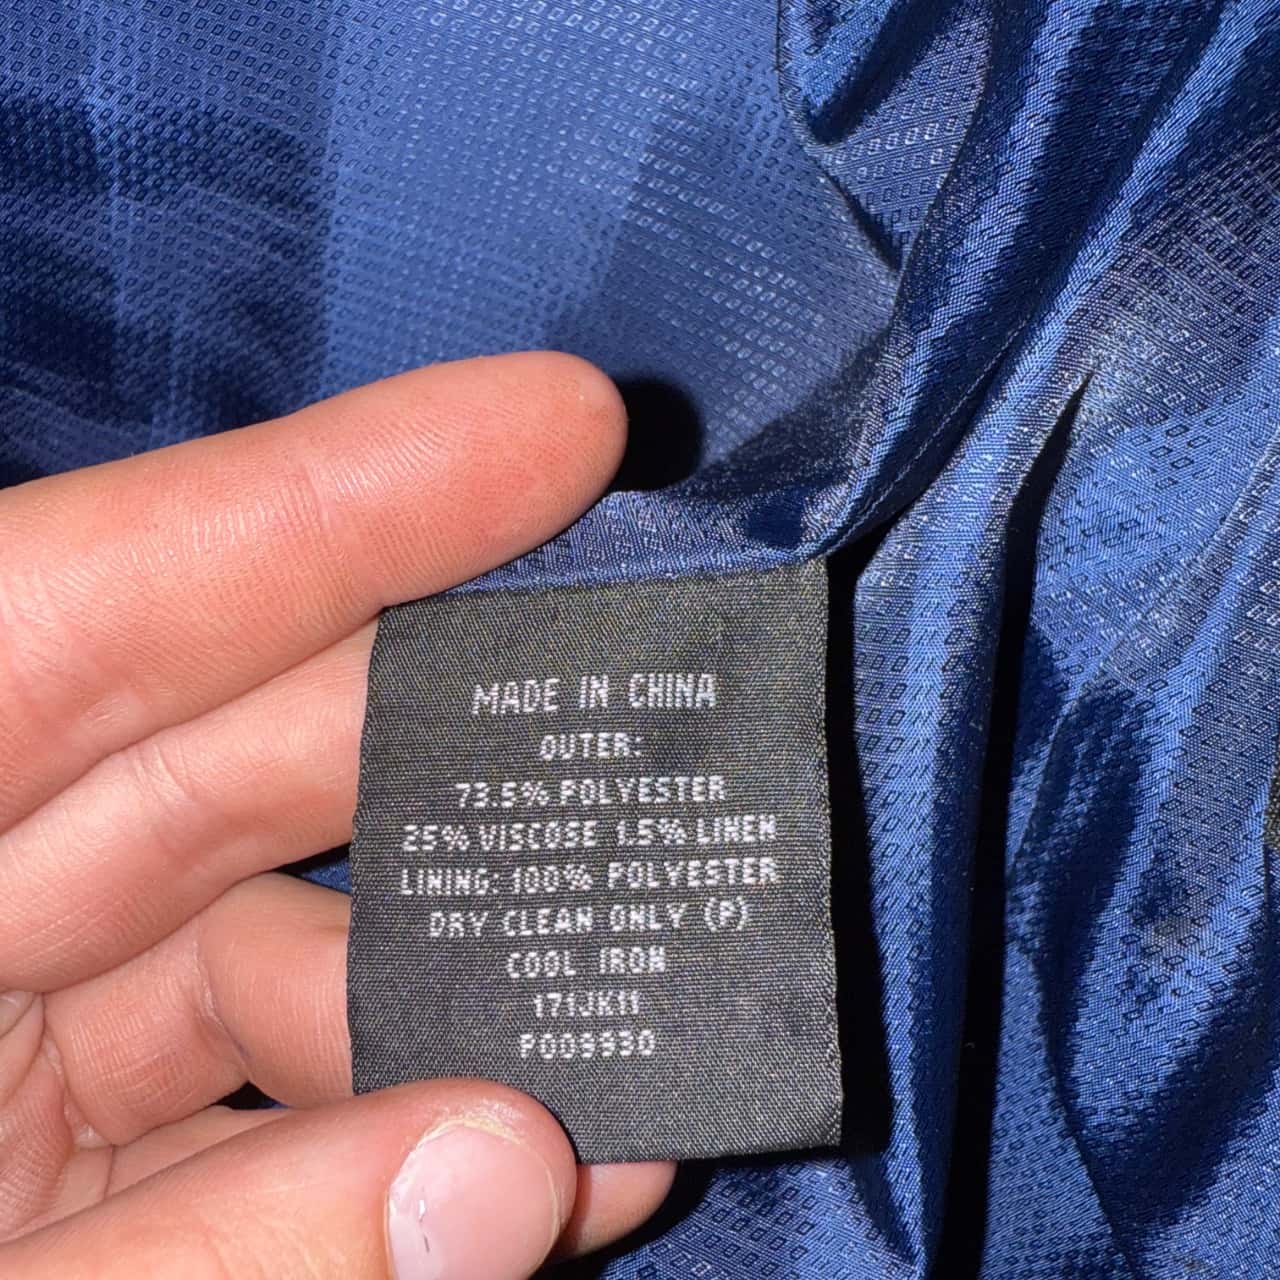 MADE IN CHINA
OUTER:
73.5% POLYESTER
25% VISCOSE 1.5% LINEN
LINING: 100% POLYESTER
DRY CLEAN ONLY (P)
COOL IRON
171JK11
P009930